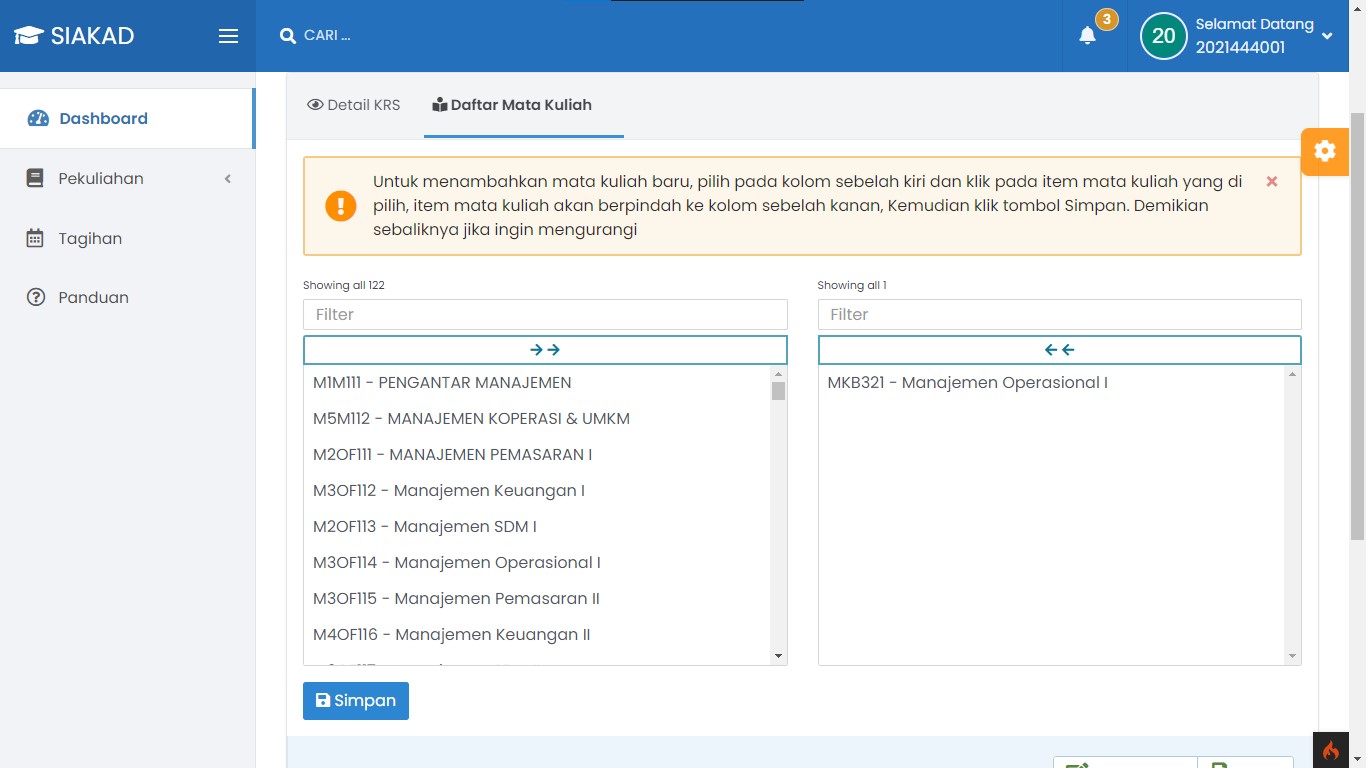 SIAKAD
CARI ...
3
20
Selamat Datang
2021444001
Dashboard
Pekuliahan
Tagihan
Panduan
Detail KRS
Daftar Mata Kuliah
Untuk menambahkan mata kuliah baru, pilih pada kolom sebelah kiri dan klik pada item mata kuliah yang di
pilih, item mata kuliah akan berpindah ke kolom sebelah kanan, Kemudian klik tombol Simpan. Demikian
sebaliknya jika ingin mengurangi
Showing all 122
Filter
M1M111 - PENGANTAR MANAJEMEN
M5M112 - MANAJEMEN KOPERASI & UMKM
M2OF111 - MANAJEMEN PEMASARAN I
M3OF112 - Manajemen Keuangan I
M2OF113 - Manajemen SDM I
M3OF114 - Manajemen Operasional I
M3OF115 - Manajemen Pemasaran II
M4OF116 - Manajemen Keuangan II
Showing all 1
Filter
MKB321 - Manajemen Operasional I
Simpan